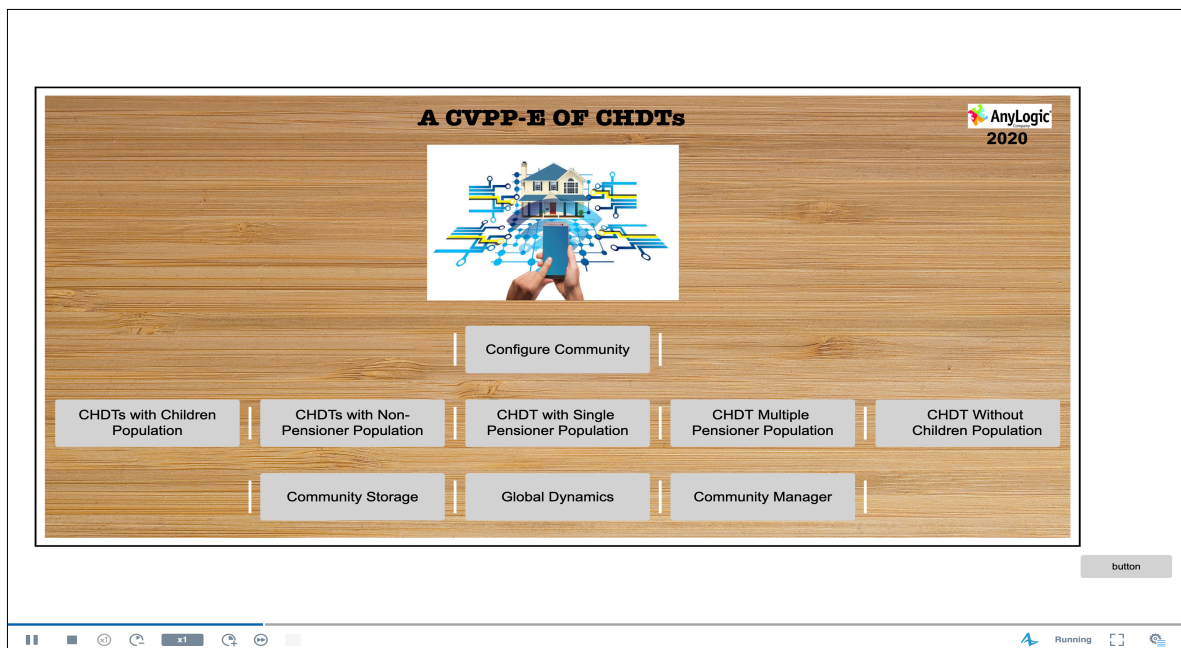 A CVPP-E OF CHDTs
AnyLogic
Company
2020
Configure Community
CHDTs with Children
Population
CHDTs with Non-
Pensioner Population
CHDT with Single
Pensioner Population
CHDT Multiple
Pensioner Population
CHDT Without
Children Population
Community Storage
Global Dynamics
Community Manager
button
x1
x1
Running